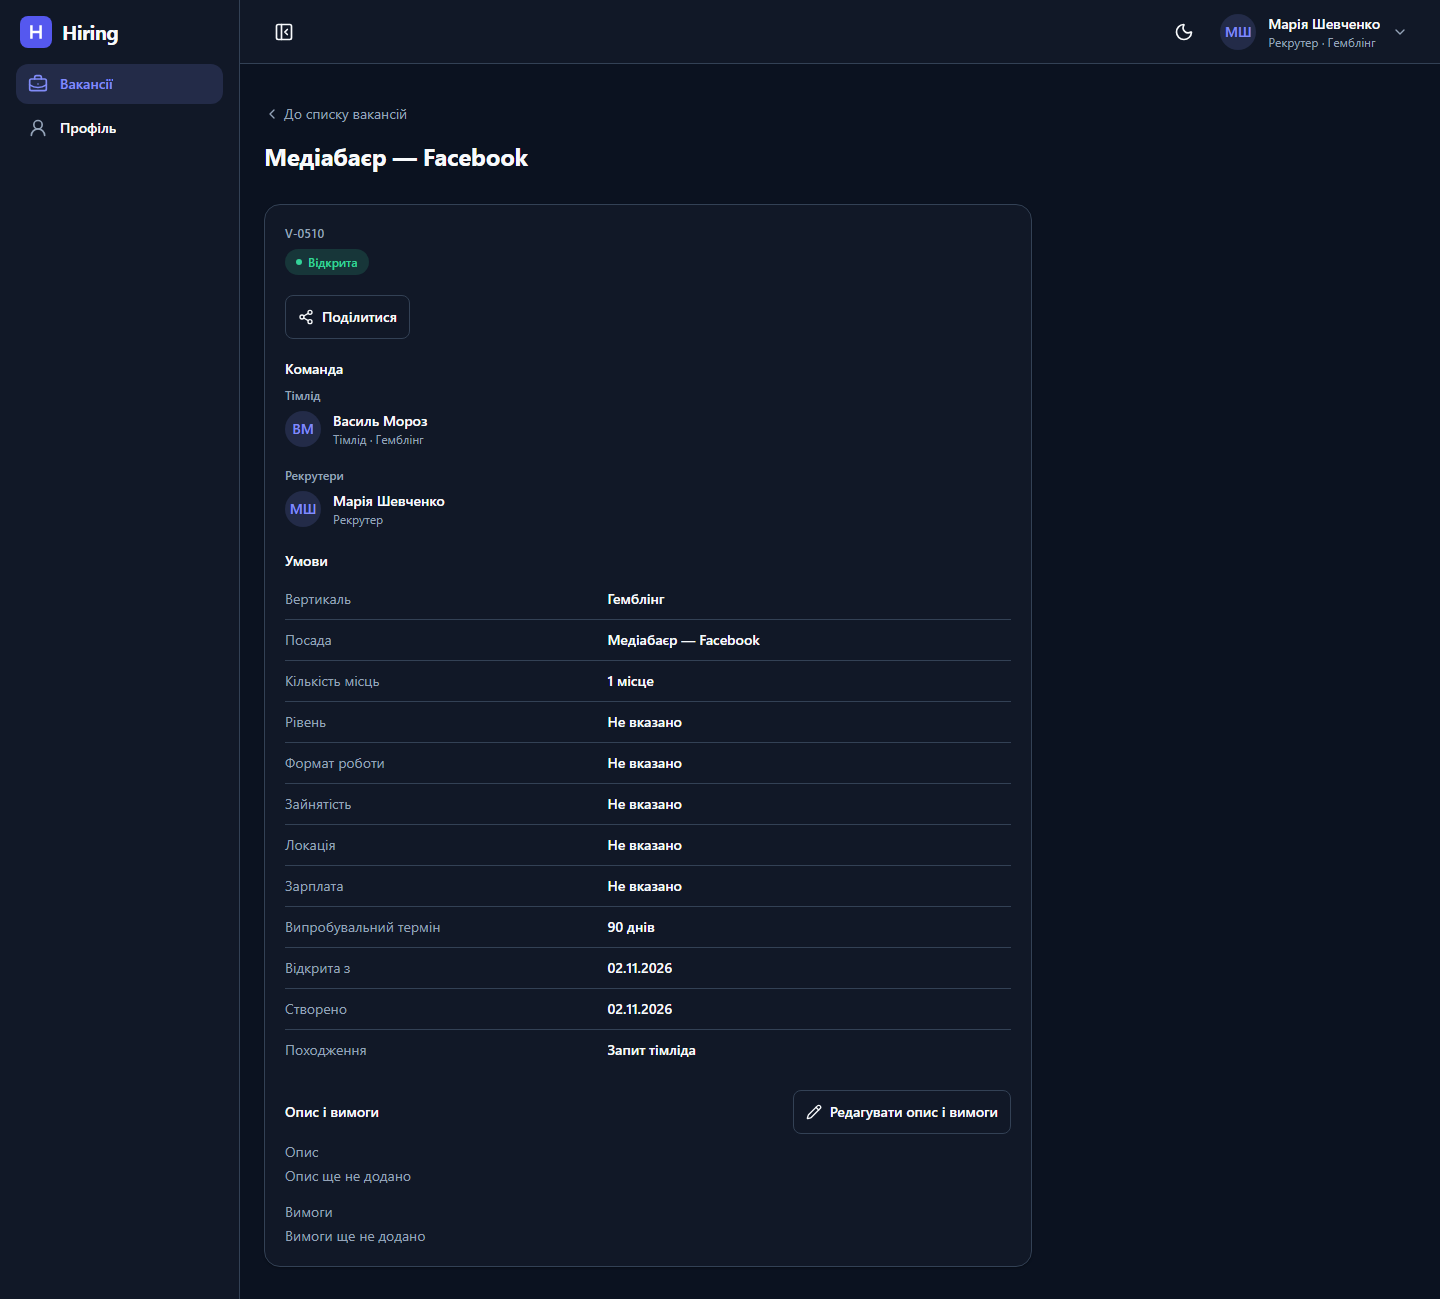 H Hiring
Вакансії
Профіль
МШ
Марія Шевченко
Рекрутер · Гемблінг
До списку вакансій
Медіабаєр — Facebook
V-0510
Відкрита
Поділитися
Команда
Тімлід
ВМ
Василь Мороз
Тімлід · Гемблінг
Рекрутери
МШ
Марія Шевченко
Рекрутер
Умови
Вертикаль Гемблінг
Посада Медіабаєр — Facebook
Кількість місць 1 місце
Рівень Не вказано
Формат роботи Не вказано
Зайнятість Не вказано
Локація Не вказано
Зарплата Не вказано
Випробувальний термін 90 днів
Відкрита з 02.11.2026
Створено 02.11.2026
Походження Запит тімліда
Опис і вимоги Редагувати опис і вимоги
Опис
Опис ще не додано
Вимоги
Вимоги ще не додано